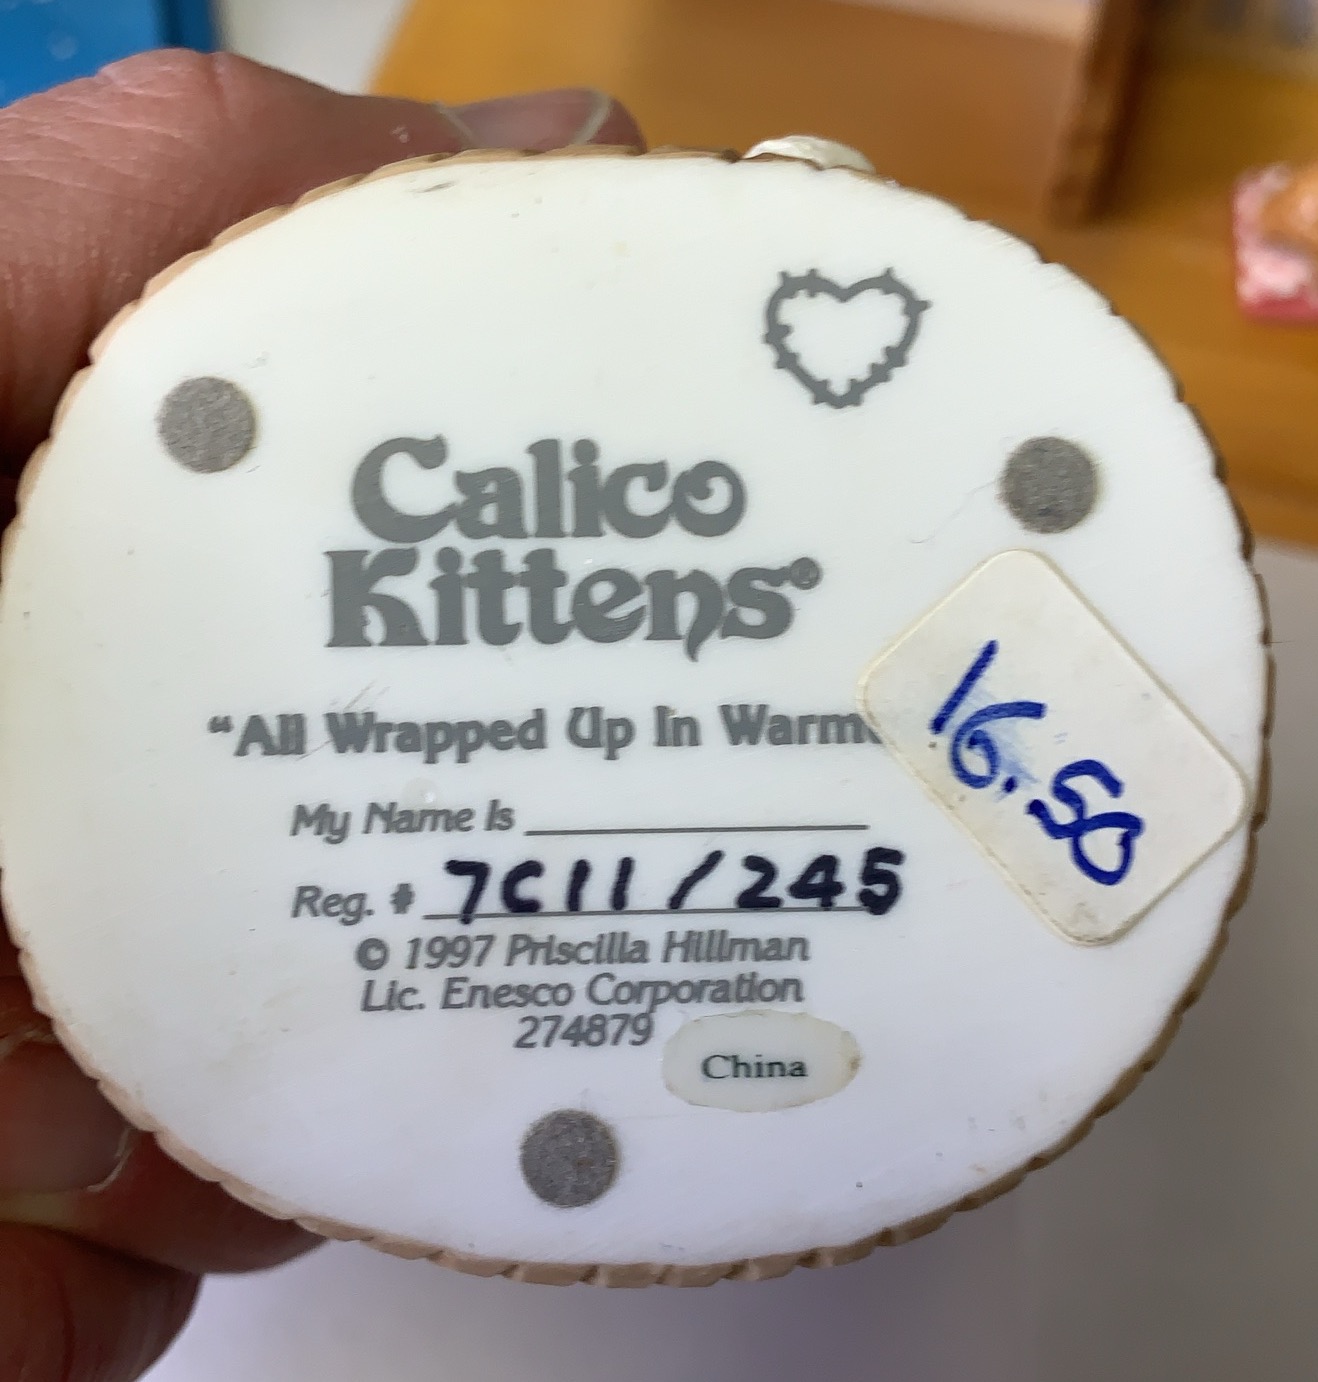 Calico
Kittens®
"All Wrapped Up In
16.50
My Name Is
Reg. # 7C11/245
© 1997 Priscilla Hillman
Lic. Enesco Corporation
274879
China